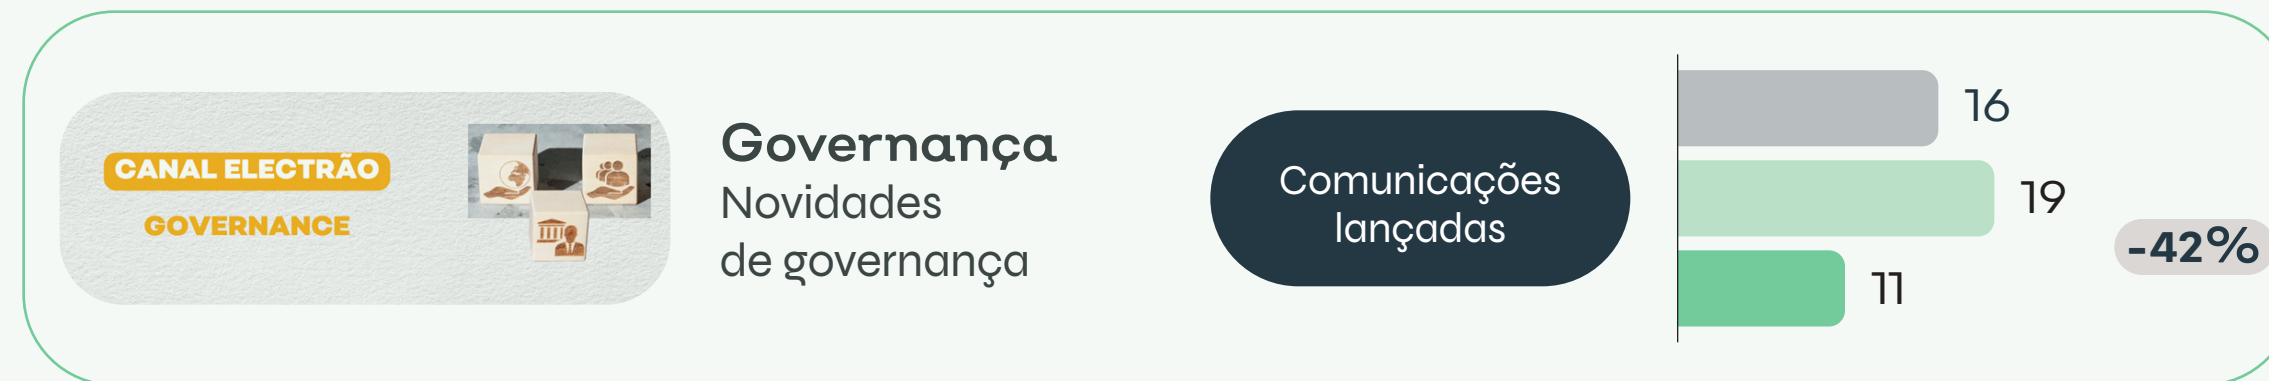 CANAL ELECTRÃO
GOVERNANCE
Governança
Novidades
de governança
Comunicações
lançadas
16
19
11
-42%